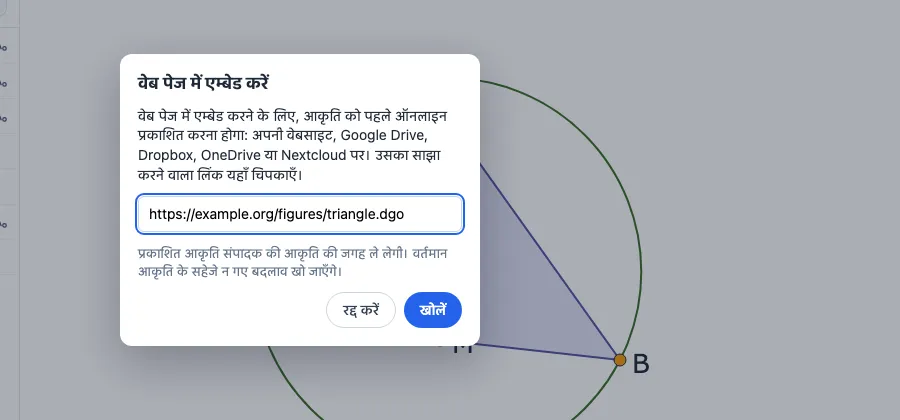 वेब पेज में एम्बेड करें
वेब पेज में एम्बेड करने के लिए, आकृति को पहले ऑनलाइन
प्रकाशित करना होगा: अपनी वेबसाइट, Google Drive,
Dropbox, OneDrive या Nextcloud पर। उसका साझा
करने वाला लिंक यहाँ चिपकाएँ।
https://example.org/figures/triangle.dgo
प्रकाशित आकृति संपादक की आकृति की जगह ले लेगी। वर्तमान
आकृति के सहेजे न गए बदलाव खो जाएँगे।
रद्द करें
खोलें
B